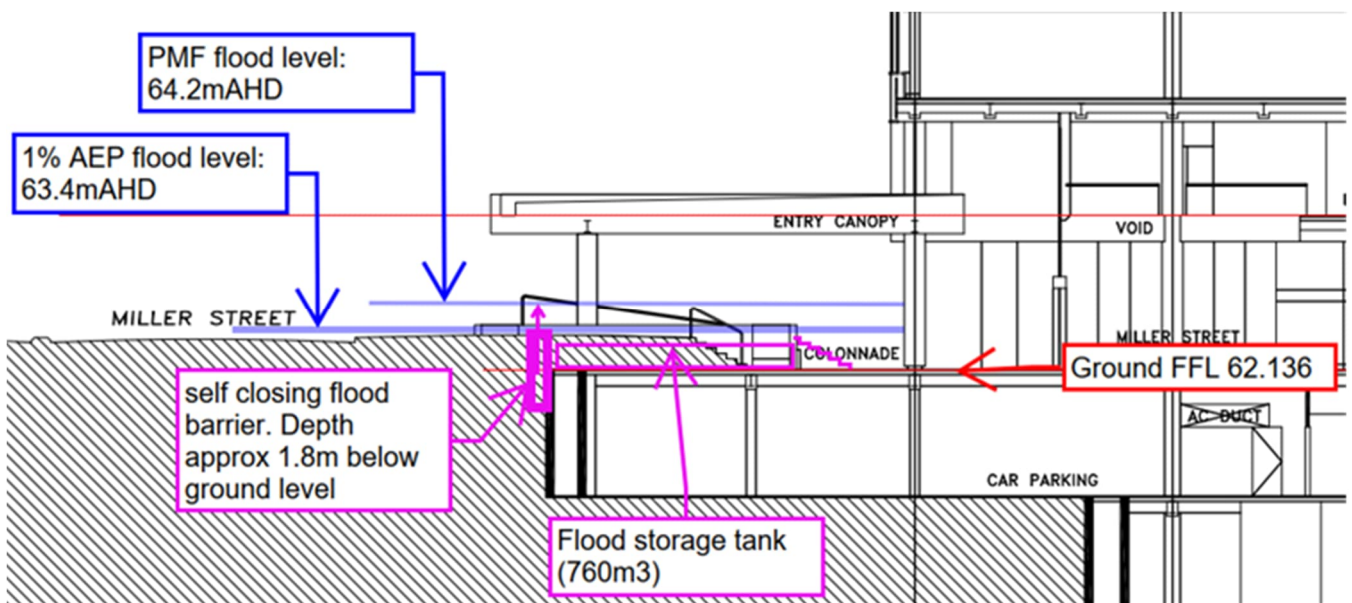 PMF flood level:
64.2mAHD
1% AEP flood level:
63.4mAHD
ENTRY CANOPY
VOID
MILLER STREET
MILLER STREET
COLONNADE
Ground FFL 62.136
self closing flood
barrier. Depth
approx 1.8m below
ground level
AC DUCT
CAR PARKING
Flood storage tank
(760m3)